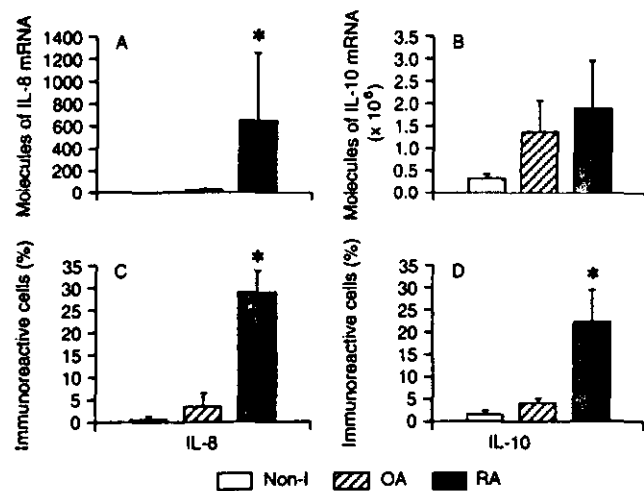 Molecules of IL-8 mRNA
1400
1200
1000
800
600
400
200
0
A
*
Molecules of IL-10 mRNA
(x 10⁶)
3.5
3.0
2.5
2.0
1.5
1.0
0.5
0.0
B
Immunoreactive cells (%)
35
30
25
20
15
10
5
0
C
*
IL-8
Immunoreactive cells (%)
35
30
25
20
15
10
5
0
D
*
IL-10
Non-I OA RA